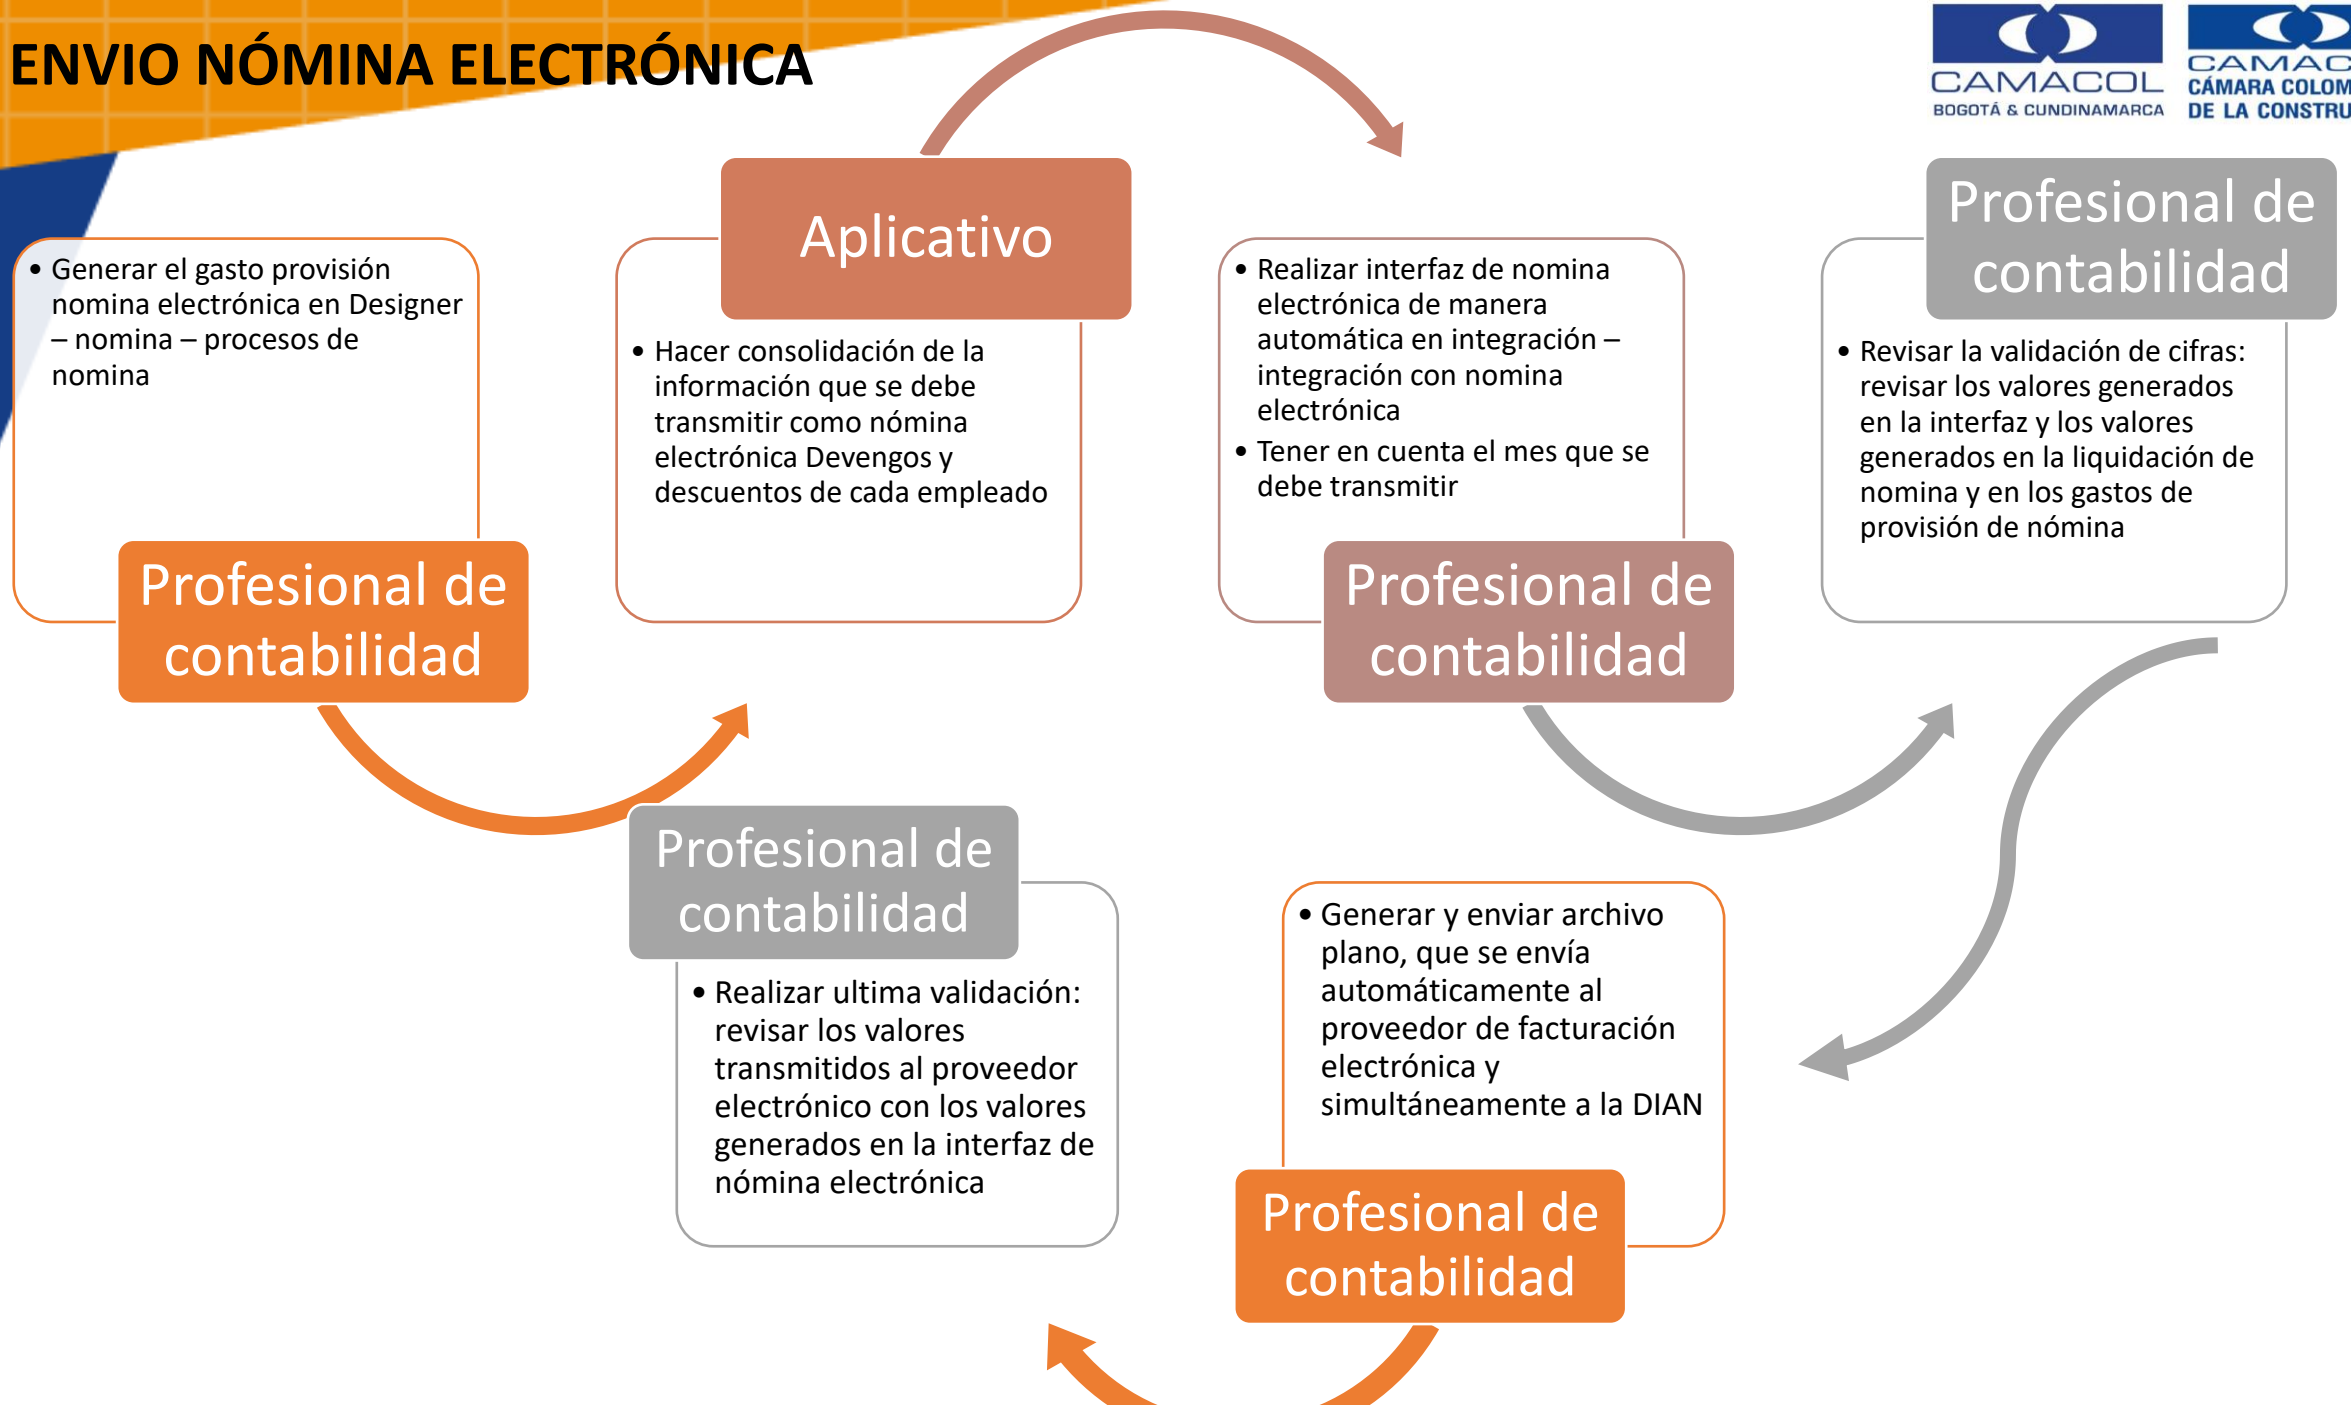 ENVIO NÓMINA ELECTRÓNICA
CAMACOL
BOGOTÁ & CUNDINAMARCA
CAMAC
CÁMARA COLOM
DE LA CONSTRU
• Generar el gasto provisión
nomina electrónica en Designer
– nomina – procesos de
nomina
Profesional de
contabilidad
Aplicativo
• Hacer consolidación de la
información que se debe
transmitir como nómina
electrónica Devengos y
descuentos de cada empleado
• Realizar interfaz de nomina
electrónica de manera
automática en integración –
integración con nomina
electrónica
• Tener en cuenta el mes que se
debe transmitir
Profesional de
contabilidad
Profesional de
contabilidad
• Revisar la validación de cifras:
revisar los valores generados
en la interfaz y los valores
generados en la liquidación de
nomina y en los gastos de
provisión de nómina
• Generar y enviar archivo
plano, que se envía
automáticamente al
proveedor de facturación
electrónica y
simultáneamente a la DIAN
Profesional de
contabilidad
Profesional de
contabilidad
• Realizar ultima validación:
revisar los valores
transmitidos al proveedor
electrónico con los valores
generados en la interfaz de
nómina electrónica